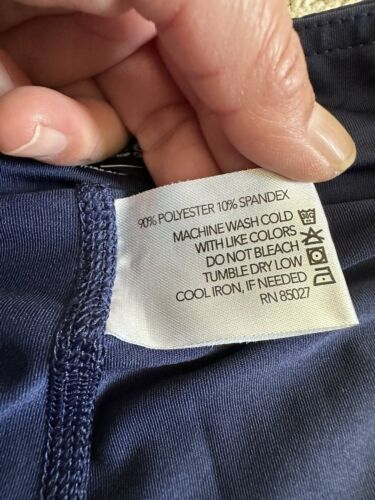 90% POLYESTER 10% SPANDEX
MACHINE WASH COLD
WITH LIKE COLORS
DO NOT BLEACH
TUMBLE DRY LOW
COOL IRON, IF NEEDED
RN 85027